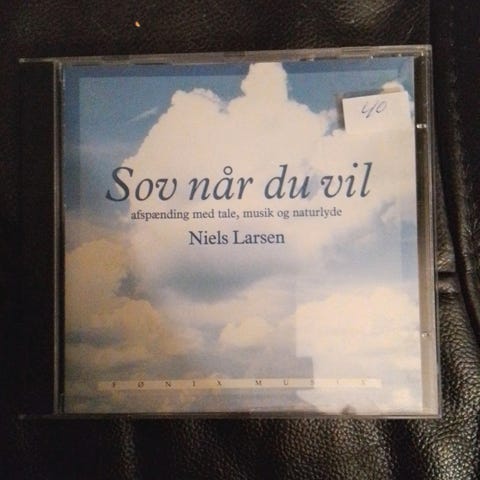 40
Sov når du vil
afspænding med tale, musik og naturlyde
Niels Larsen
FØNIX MUSIK